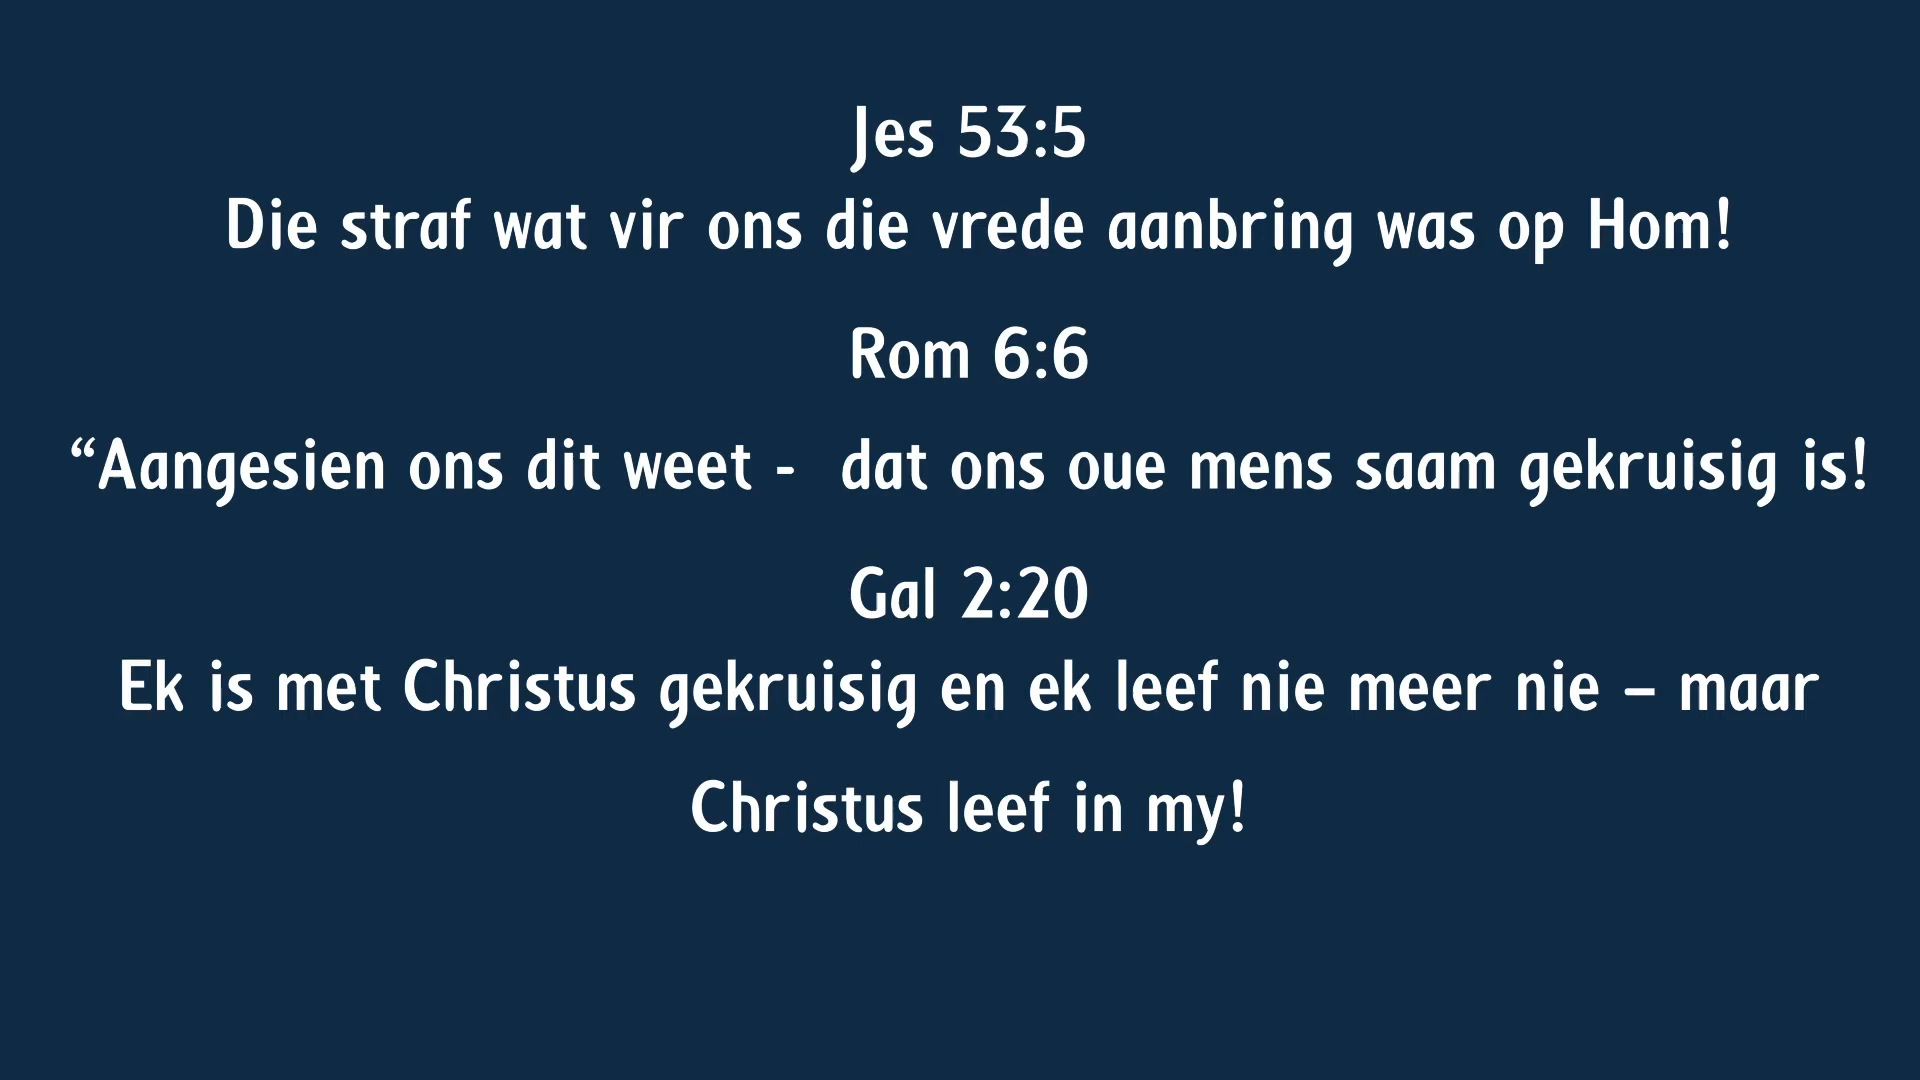 Jes 53:5
Die straf wat vir ons die vrede aanbring was op Hom!
Rom 6:6
“Aangesien ons dit weet -  dat ons oue mens saam gekruisig is!
Gal 2:20
Ek is met Christus gekruisig en ek leef nie meer nie – maar
Christus leef in my!